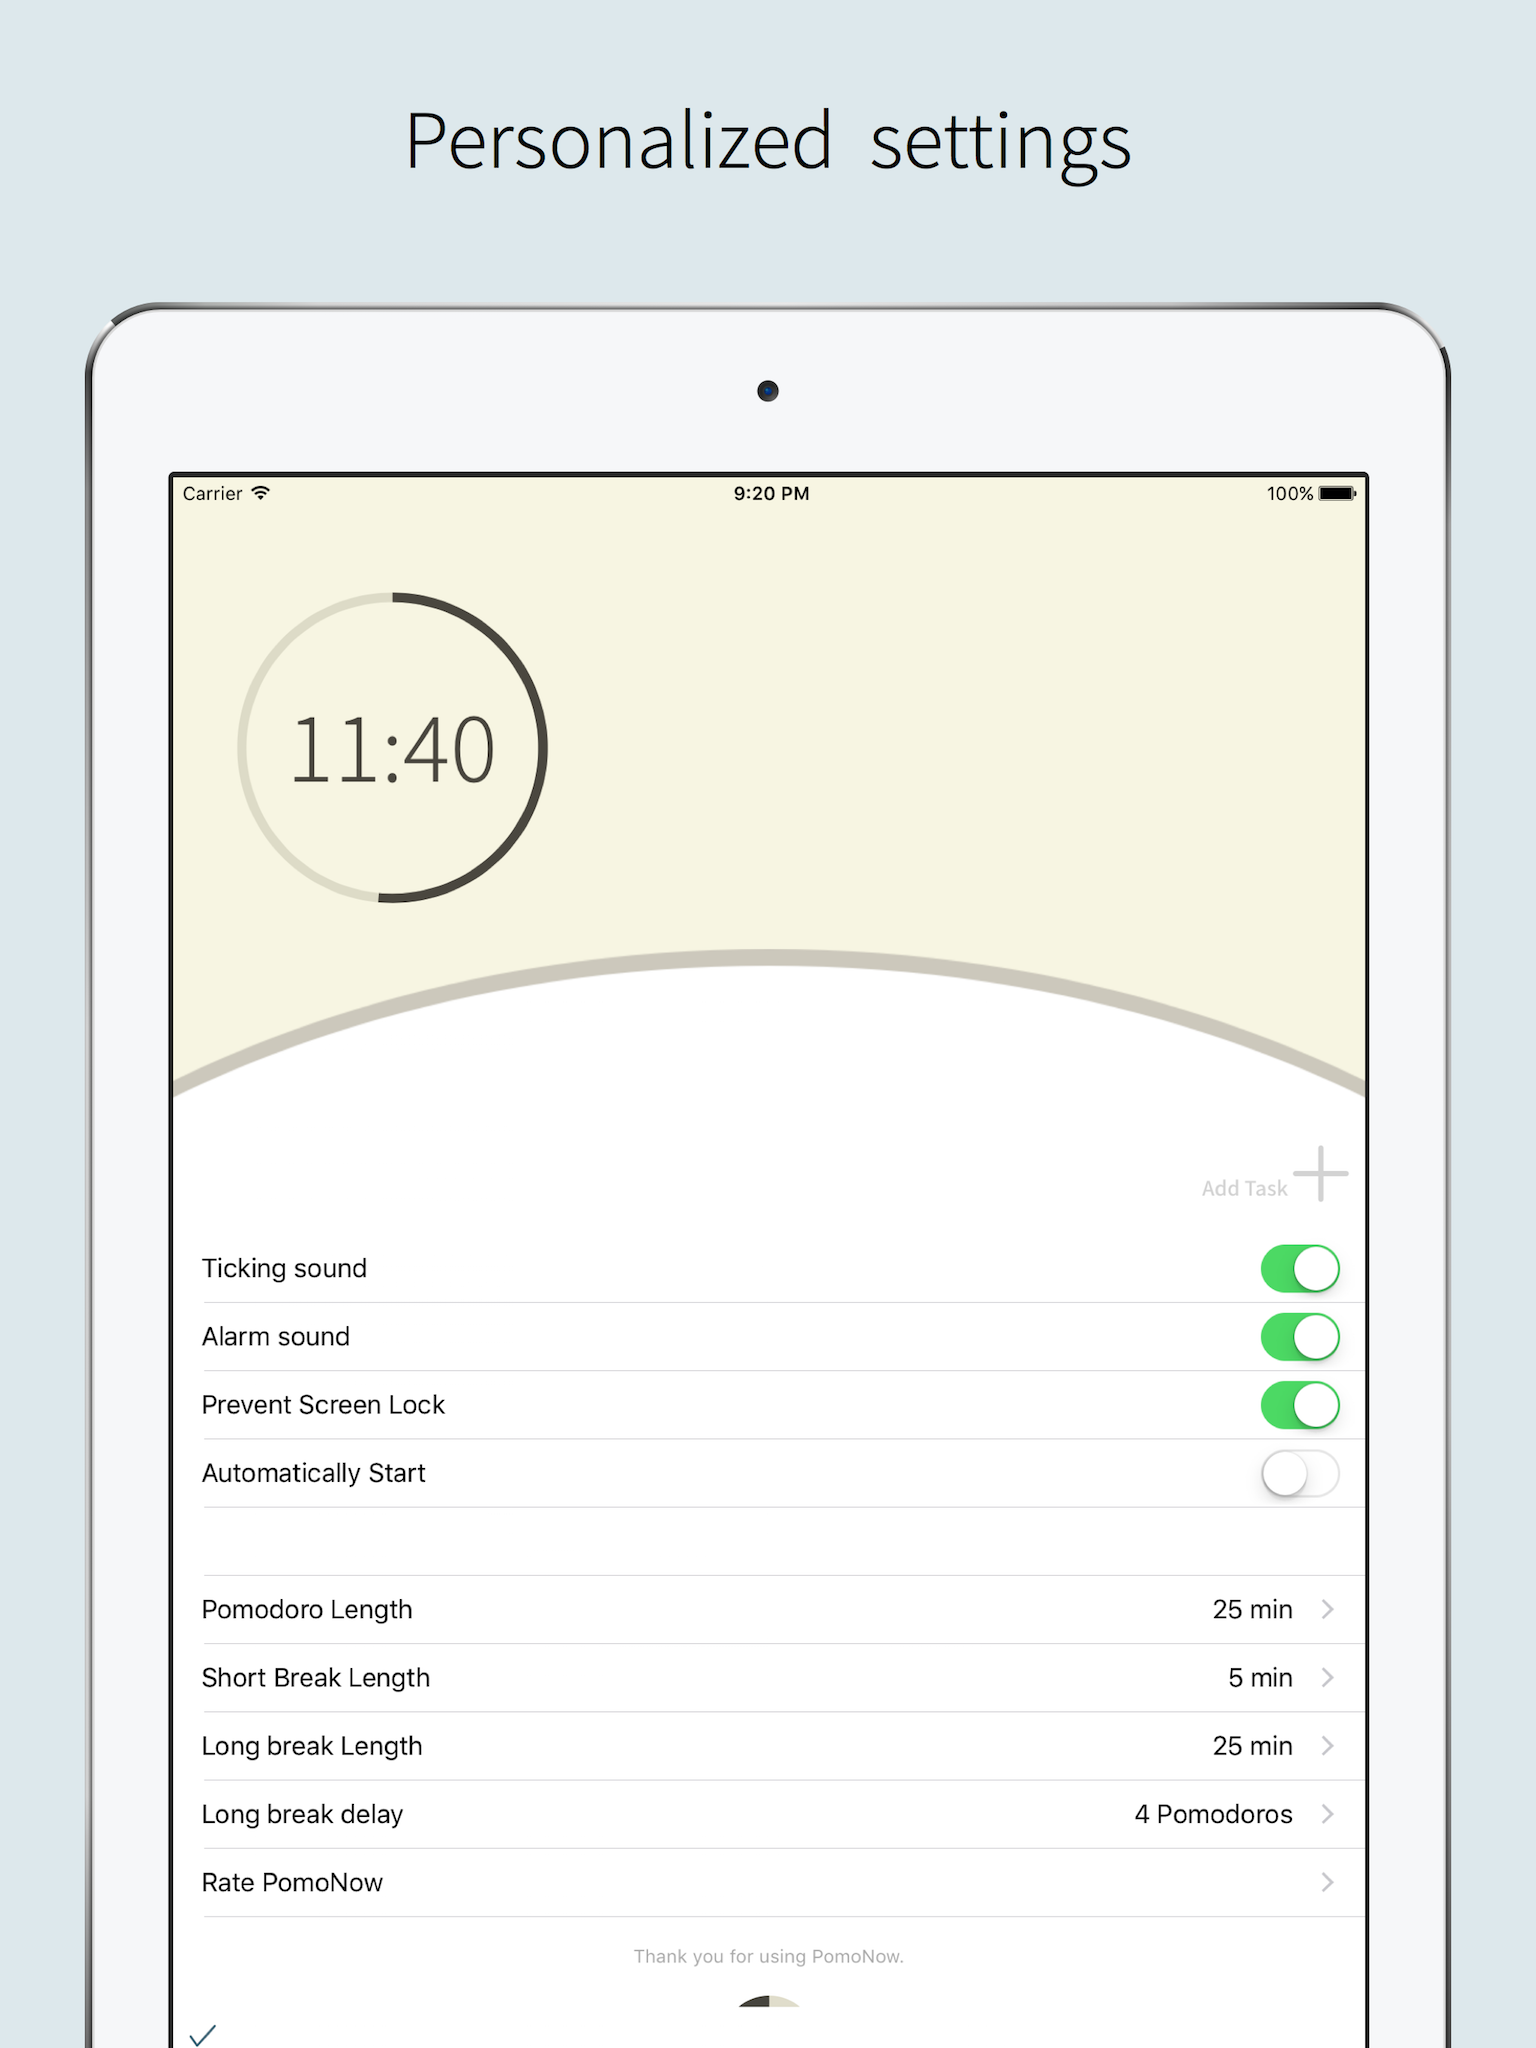 Personalized settings
Carrier 9:20 PM 100%
11:40
Add Task
Ticking sound
Alarm sound
Prevent Screen Lock
Automatically Start
Pomodoro Length 25 min
Short Break Length 5 min
Long break Length 25 min
Long break delay 4 Pomodoros
Rate PomoNow
Thank you for using PomoNow.